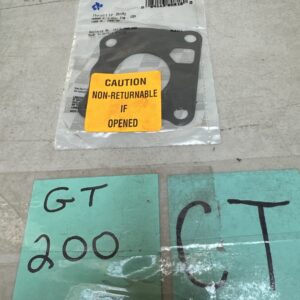 CAUTION
NON-RETURNABLE
IF
OPENED
GT
200
CT